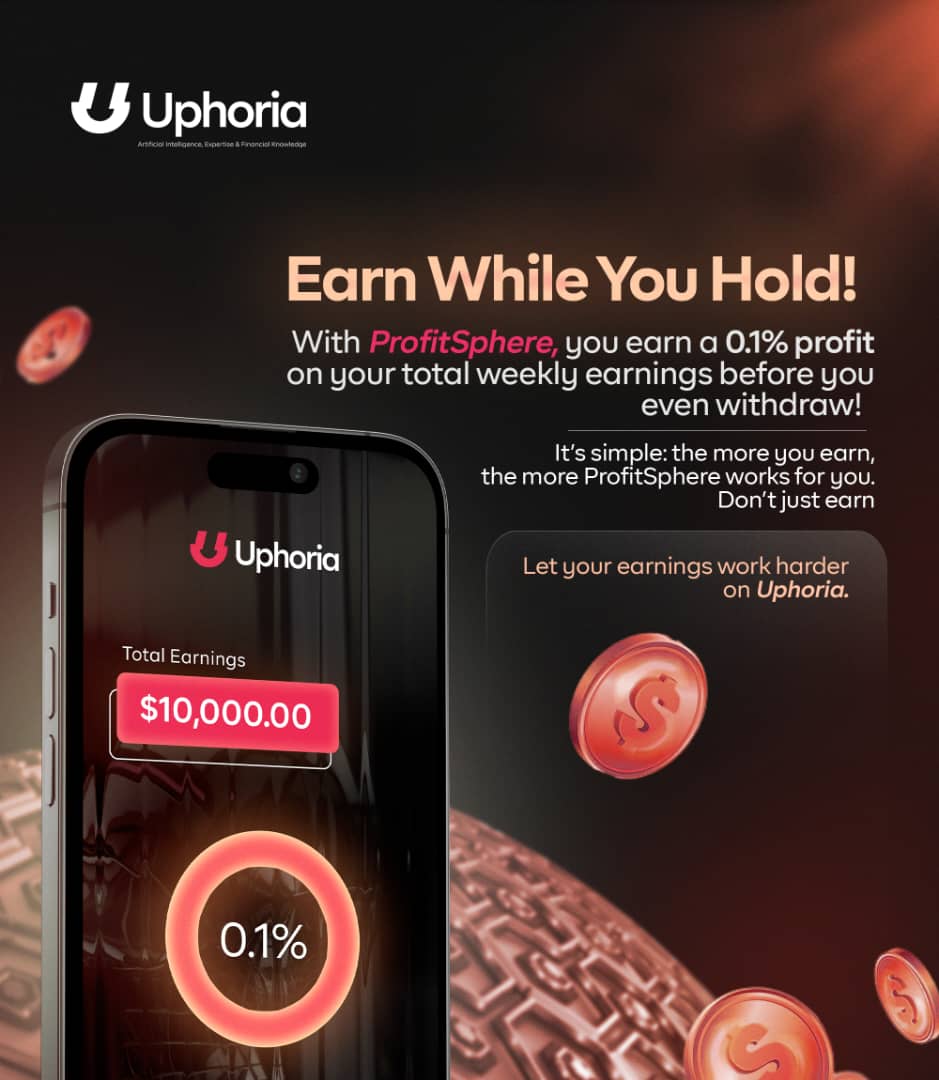 Uphoria
Artificial Intelligence, Expertise & Financial Knowledge
Earn While You Hold!
With ProfitSphere, you earn a 0.1% profit
on your total weekly earnings before you
even withdraw!
It's simple: the more you earn,
the more ProfitSphere works for you.
Don't just earn
Let your earnings work harder
on Uphoria.
Uphoria
Total Earnings
$10,000.00
0.1%